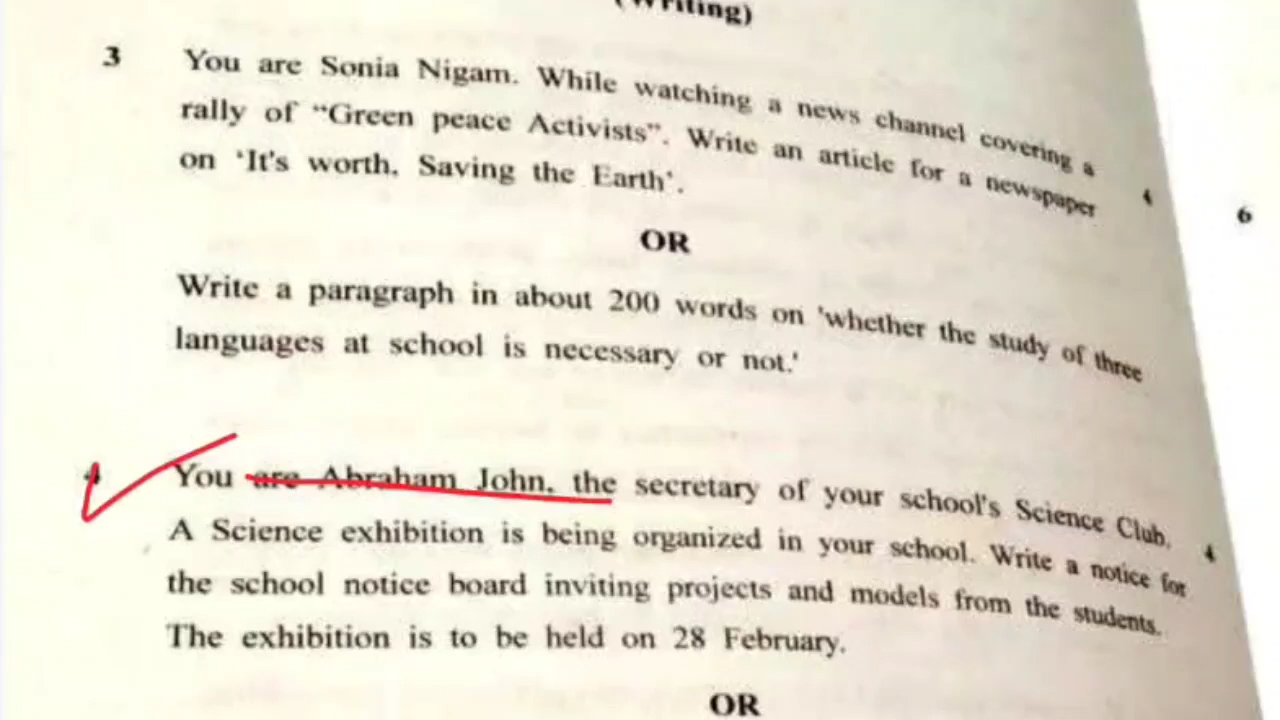 (Writing)
3 You are Sonia Nigam. While watching a news channel covering a
rally of "Green peace Activists". Write an article for a newspaper
on 'It's worth, Saving the Earth'. 4
6
OR
Write a paragraph in about 200 words on 'whether the study of three
languages at school is necessary or not.'
4 You are Abraham John, the secretary of your school's Science Club.
A Science exhibition is being organized in your school. Write a notice for 4
the school notice board inviting projects and models from the students.
The exhibition is to be held on 28 February.
OR